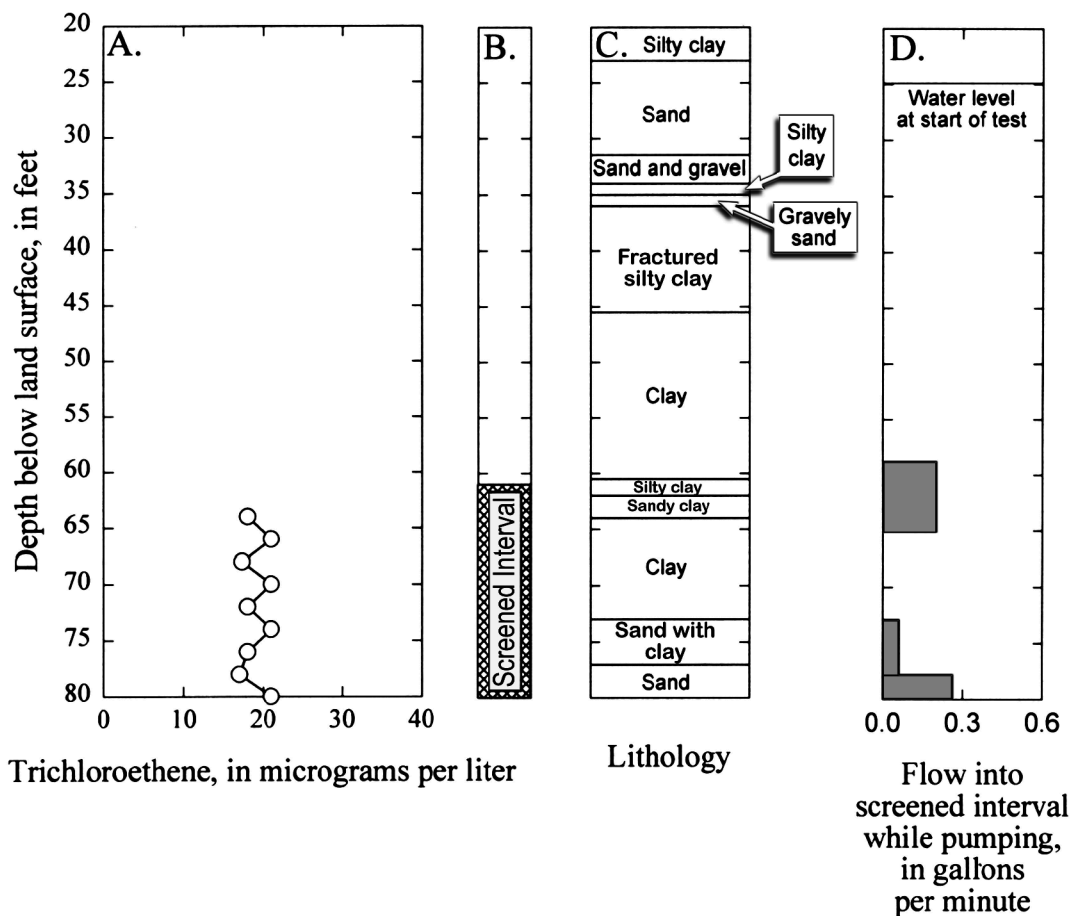 A.
B.
C.
D.
20
25
30
35
40
45
50
55
60
65
70
75
80
Depth below land surface, in feet
0
10
20
30
40
Trichloroethene, in micrograms per liter
Screened Interval
Silty clay
Sand
Sand and gravel
Silty
clay
Gravely
sand
Fractured
silty clay
Clay
Silty clay
Sandy clay
Clay
Sand with
clay
Sand
Lithology
Water level
at start of test
0.0
0.3
0.6
Flow into
screened interval
while pumping,
in gallons
per minute